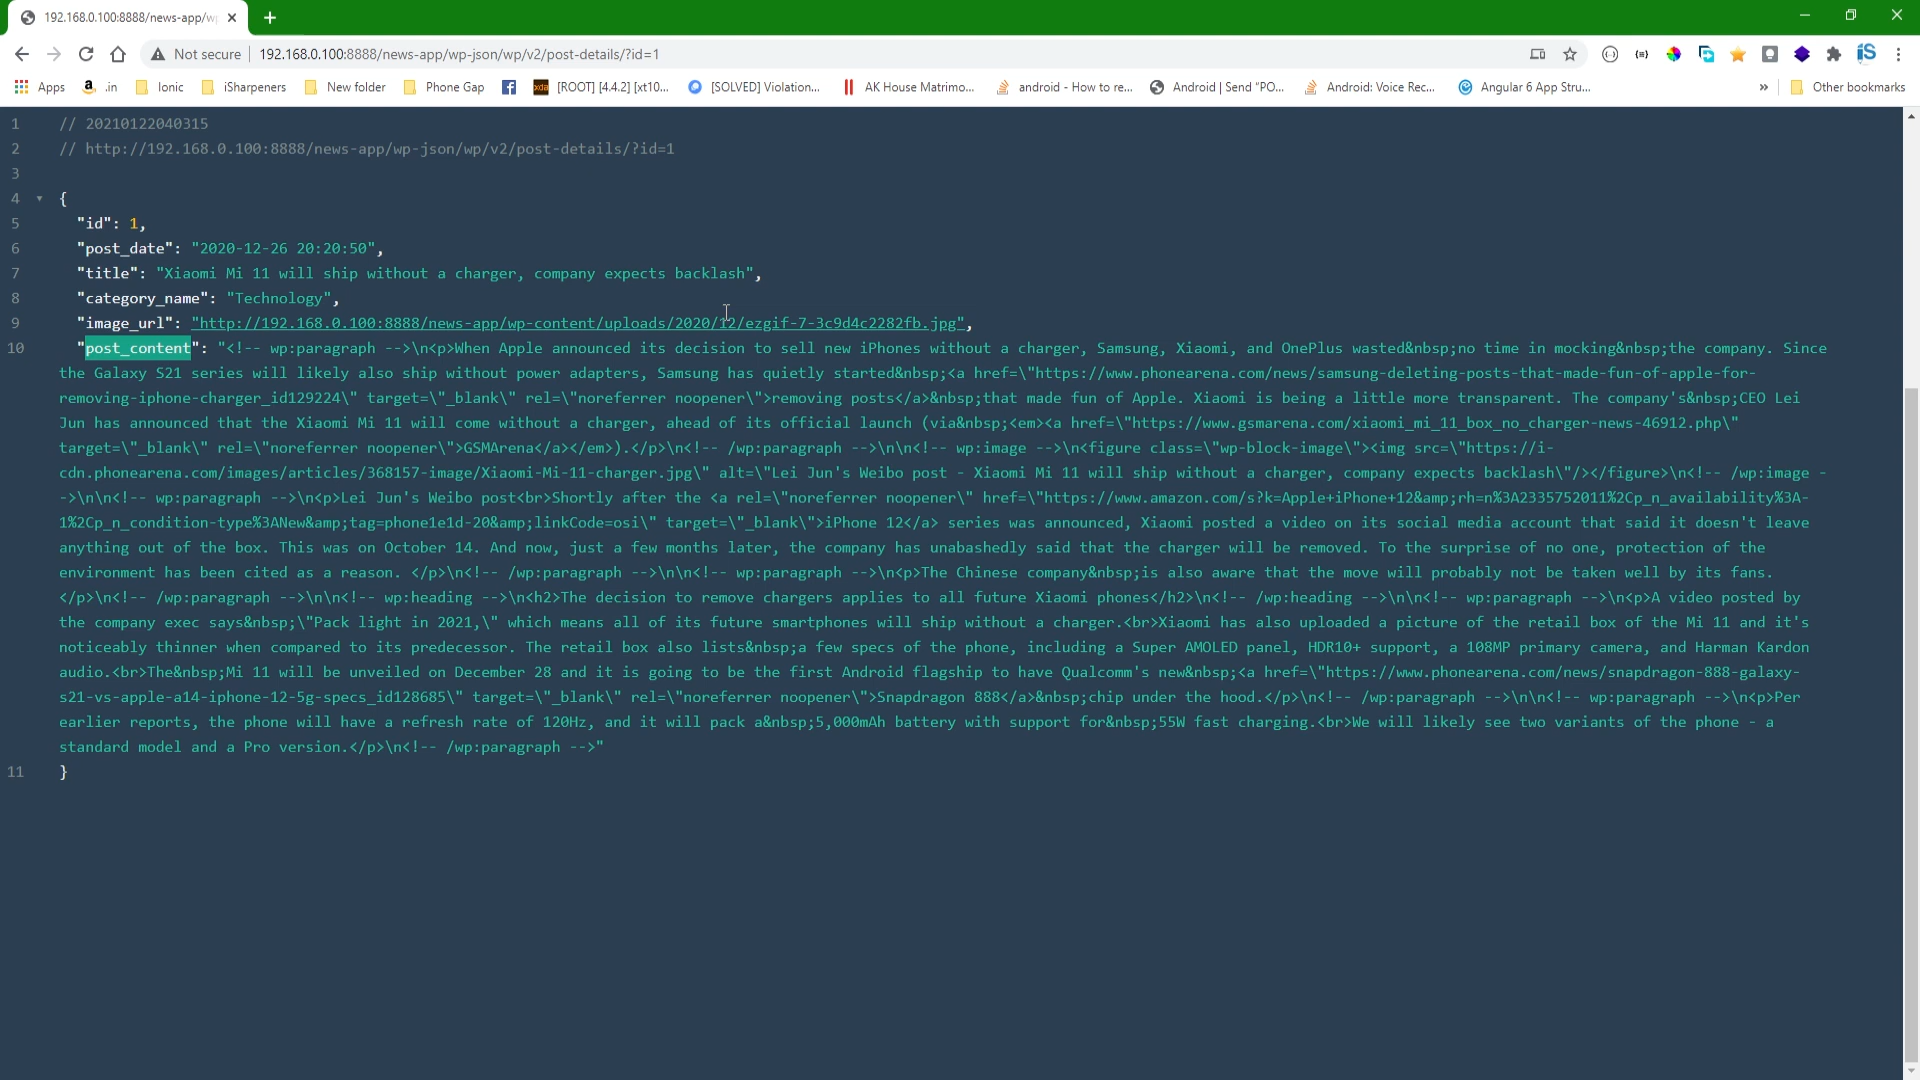 192.168.0.100:8888/news-app/wp
Not secure 192.168.0.100:8888/news-app/wp-json/wp/v2/post-details/?id=1
Apps .in Ionic iSharpeners New folder Phone Gap [ROOT] [4.4.2] [xt10... [SOLVED] Violation... AK House Matrimo... android - How to re... Android | Send "PO... Android: Voice Rec... Angular 6 App Stru... » Other bookmarks
1 // 20210122040315
2 // http://192.168.0.100:8888/news-app/wp-json/wp/v2/post-details/?id=1
3
4 {
5 "id": 1,
6 "post_date": "2020-12-26 20:20:50",
7 "title": "Xiaomi Mi 11 will ship without a charger, company expects backlash",
8 "category_name": "Technology",
9 "image_url": "http://192.168.0.100:8888/news-app/wp-content/uploads/2020/12/ezgif-7-3c9d4c2282fb.jpg",
10 "post_content": "<!-- wp:paragraph -->\n<p>When Apple announced its decision to sell new iPhones without a charger, Samsung, Xiaomi, and OnePlus wasted&nbsp;no time in mocking&nbsp;the company. Since
the Galaxy S21 series will likely also ship without power adapters, Samsung has quietly started&nbsp;<a href=\"https://www.phonearena.com/news/samsung-deleting-posts-that-made-fun-of-apple-for-
removing-iphone-charger_id129224\" target=\"_blank\" rel=\"noreferrer noopener\">removing posts</a>&nbsp;that made fun of Apple. Xiaomi is being a little more transparent. The company's&nbsp;CEO Lei
Jun has announced that the Xiaomi Mi 11 will come without a charger, ahead of its official launch (via&nbsp;<em><a href=\"https://www.gsmarena.com/xiaomi_mi_11_box_no_charger-news-46912.php\"
target=\"_blank\" rel=\"noreferrer noopener\">GSMArena</a></em>).</p>\n<!-- /wp:paragraph -->\n\n<!-- wp:image -->\n<figure class=\"wp-block-image\"><img src=\"https://i-
cdn.phonearena.com/images/articles/368157-image/Xiaomi-Mi-11-charger.jpg\" alt=\"Lei Jun's Weibo post - Xiaomi Mi 11 will ship without a charger, company expects backlash\"/></figure>\n<!-- /wp:image -
->\n\n<!-- wp:paragraph -->\n<p>Lei Jun's Weibo post<br>Shortly after the <a rel=\"noreferrer noopener\" href=\"https://www.amazon.com/s?k=Apple+iPhone+12&amp;rh=n%3A2335752011%2Cp_n_availability%3A-
1%2Cp_n_condition-type%3ANew&amp;tag=phone1e1d-20&amp;linkCode=osi\" target=\"_blank\">iPhone 12</a> series was announced, Xiaomi posted a video on its social media account that said it doesn't leave
anything out of the box. This was on October 14. And now, just a few months later, the company has unabashedly said that the charger will be removed. To the surprise of no one, protection of the
environment has been cited as a reason. </p>\n<!-- /wp:paragraph -->\n\n<!-- wp:paragraph -->\n<p>The Chinese company&nbsp;is also aware that the move will probably not be taken well by its fans.
</p>\n<!-- /wp:paragraph -->\n\n<!-- wp:heading -->\n<h2>The decision to remove chargers applies to all future Xiaomi phones</h2>\n<!-- /wp:heading -->\n\n<!-- wp:paragraph -->\n<p>A video posted by
the company exec says&nbsp;\"Pack light in 2021,\" which means all of its future smartphones will ship without a charger.<br>Xiaomi has also uploaded a picture of the retail box of the Mi 11 and it's
noticeably thinner when compared to its predecessor. The retail box also lists&nbsp;a few specs of the phone, including a Super AMOLED panel, HDR10+ support, a 108MP primary camera, and Harman Kardon
audio.<br>The&nbsp;Mi 11 will be unveiled on December 28 and it is going to be the first Android flagship to have Qualcomm's new&nbsp;<a href=\"https://www.phonearena.com/news/snapdragon-888-galaxy-
s21-vs-apple-a14-iphone-12-5g-specs_id128685\" target=\"_blank\" rel=\"noreferrer noopener\">Snapdragon 888</a>&nbsp;chip under the hood.</p>\n<!-- /wp:paragraph -->\n\n<!-- wp:paragraph -->\n<p>Per
earlier reports, the phone will have a refresh rate of 120Hz, and it will pack a&nbsp;5,000mAh battery with support for&nbsp;55W fast charging.<br>We will likely see two variants of the phone - a
standard model and a Pro version.</p>\n<!-- /wp:paragraph -->"
11 }